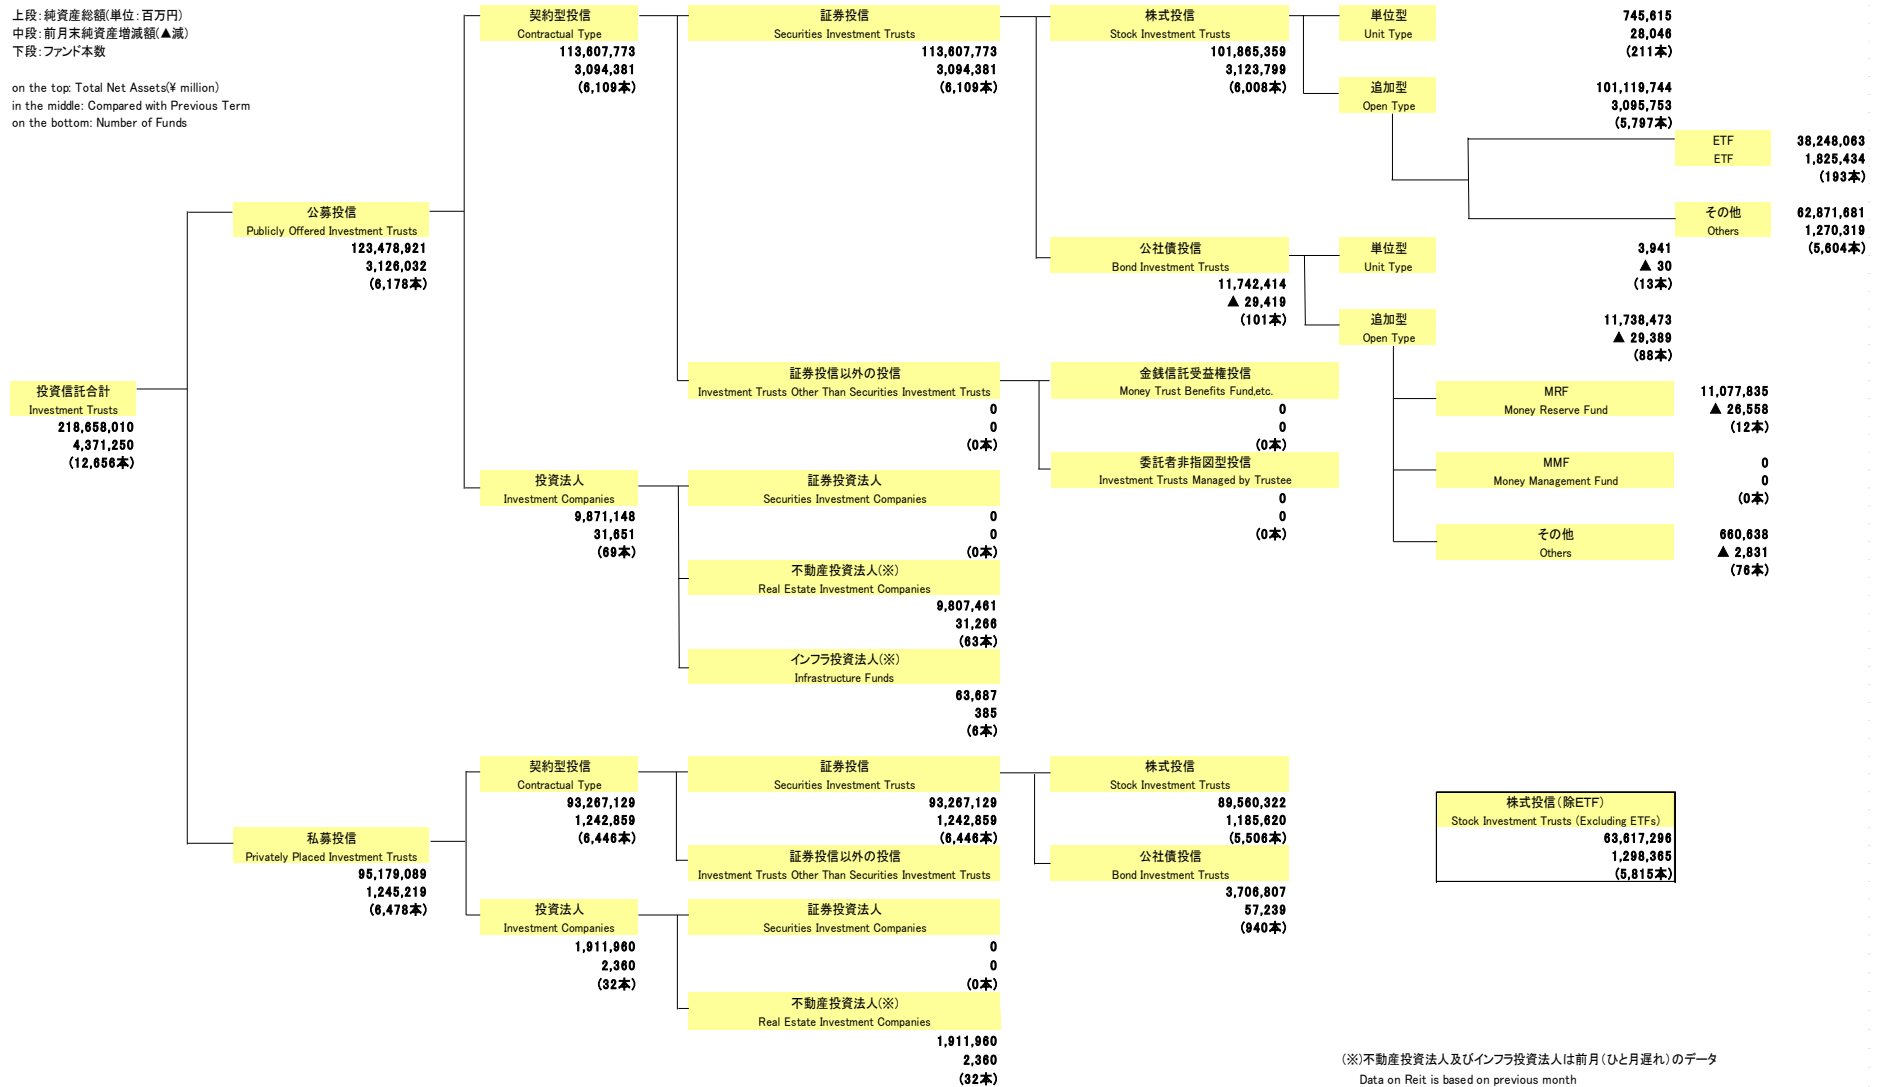 上段:純資産総額(単位:百万円)
中段:前月末純資産増減額(▲減)
下段:ファンド本数
on the top: Total Net Assets(¥ million)
in the middle: Compared with Previous Term
on the bottom: Number of Funds
投資信託合計
Investment Trusts
218,658,010
4,371,250
(12,656本)
公募投信
Publicly Offered Investment Trusts
123,478,921
3,126,032
(6,178本)
契約型投信
Contractual Type
113,607,773
3,094,381
(6,109本)
証券投信
Securities Investment Trusts
113,607,773
3,094,381
(6,109本)
株式投信
Stock Investment Trusts
101,865,359
3,123,799
(6,008本)
単位型
Unit Type
745,615
28,046
(211本)
追加型
Open Type
101,119,744
3,095,753
(5,797本)
ETF
ETF
38,248,063
1,825,434
(193本)
その他
Others
62,871,681
1,270,319
(5,604本)
公社債投信
Bond Investment Trusts
11,742,414
▲ 29,419
(101本)
単位型
Unit Type
3,941
▲ 30
(13本)
追加型
Open Type
11,738,473
▲ 29,389
(88本)
MRF
Money Reserve Fund
11,077,835
▲ 26,558
(12本)
MMF
Money Management Fund
0
0
(0本)
その他
Others
660,638
▲ 2,831
(76本)
証券投信以外の投信
Investment Trusts Other Than Securities Investment Trusts
0
0
(0本)
金銭信託受益権投信
Money Trust Benefits Fund,etc.
0
0
(0本)
委託者非指図型投信
Investment Trusts Managed by Trustee
0
0
(0本)
投資法人
Investment Companies
9,871,148
31,651
(69本)
証券投資法人
Securities Investment Companies
0
0
(0本)
不動産投資法人(※)
Real Estate Investment Companies
9,807,461
31,266
(63本)
インフラ投資法人(※)
Infrastructure Funds
63,687
385
(6本)
私募投信
Privately Placed Investment Trusts
95,179,089
1,245,219
(6,478本)
契約型投信
Contractual Type
93,267,129
1,242,859
(6,446本)
証券投信
Securities Investment Trusts
93,267,129
1,242,859
(6,446本)
株式投信
Stock Investment Trusts
89,560,322
1,185,620
(5,506本)
公社債投信
Bond Investment Trusts
3,706,807
57,239
(940本)
証券投信以外の投信
Investment Trusts Other Than Securities Investment Trusts
投資法人
Investment Companies
1,911,960
2,360
(32本)
証券投資法人
Securities Investment Companies
0
0
(0本)
不動産投資法人(※)
Real Estate Investment Companies
1,911,960
2,360
(32本)
株式投信(除ETF)
Stock Investment Trusts (Excluding ETFs)
63,617,296
1,298,365
(5,815本)
(※)不動産投資法人及びインフラ投資法人は前月(ひと月遅れ)のデータ
Data on Reit is based on previous month